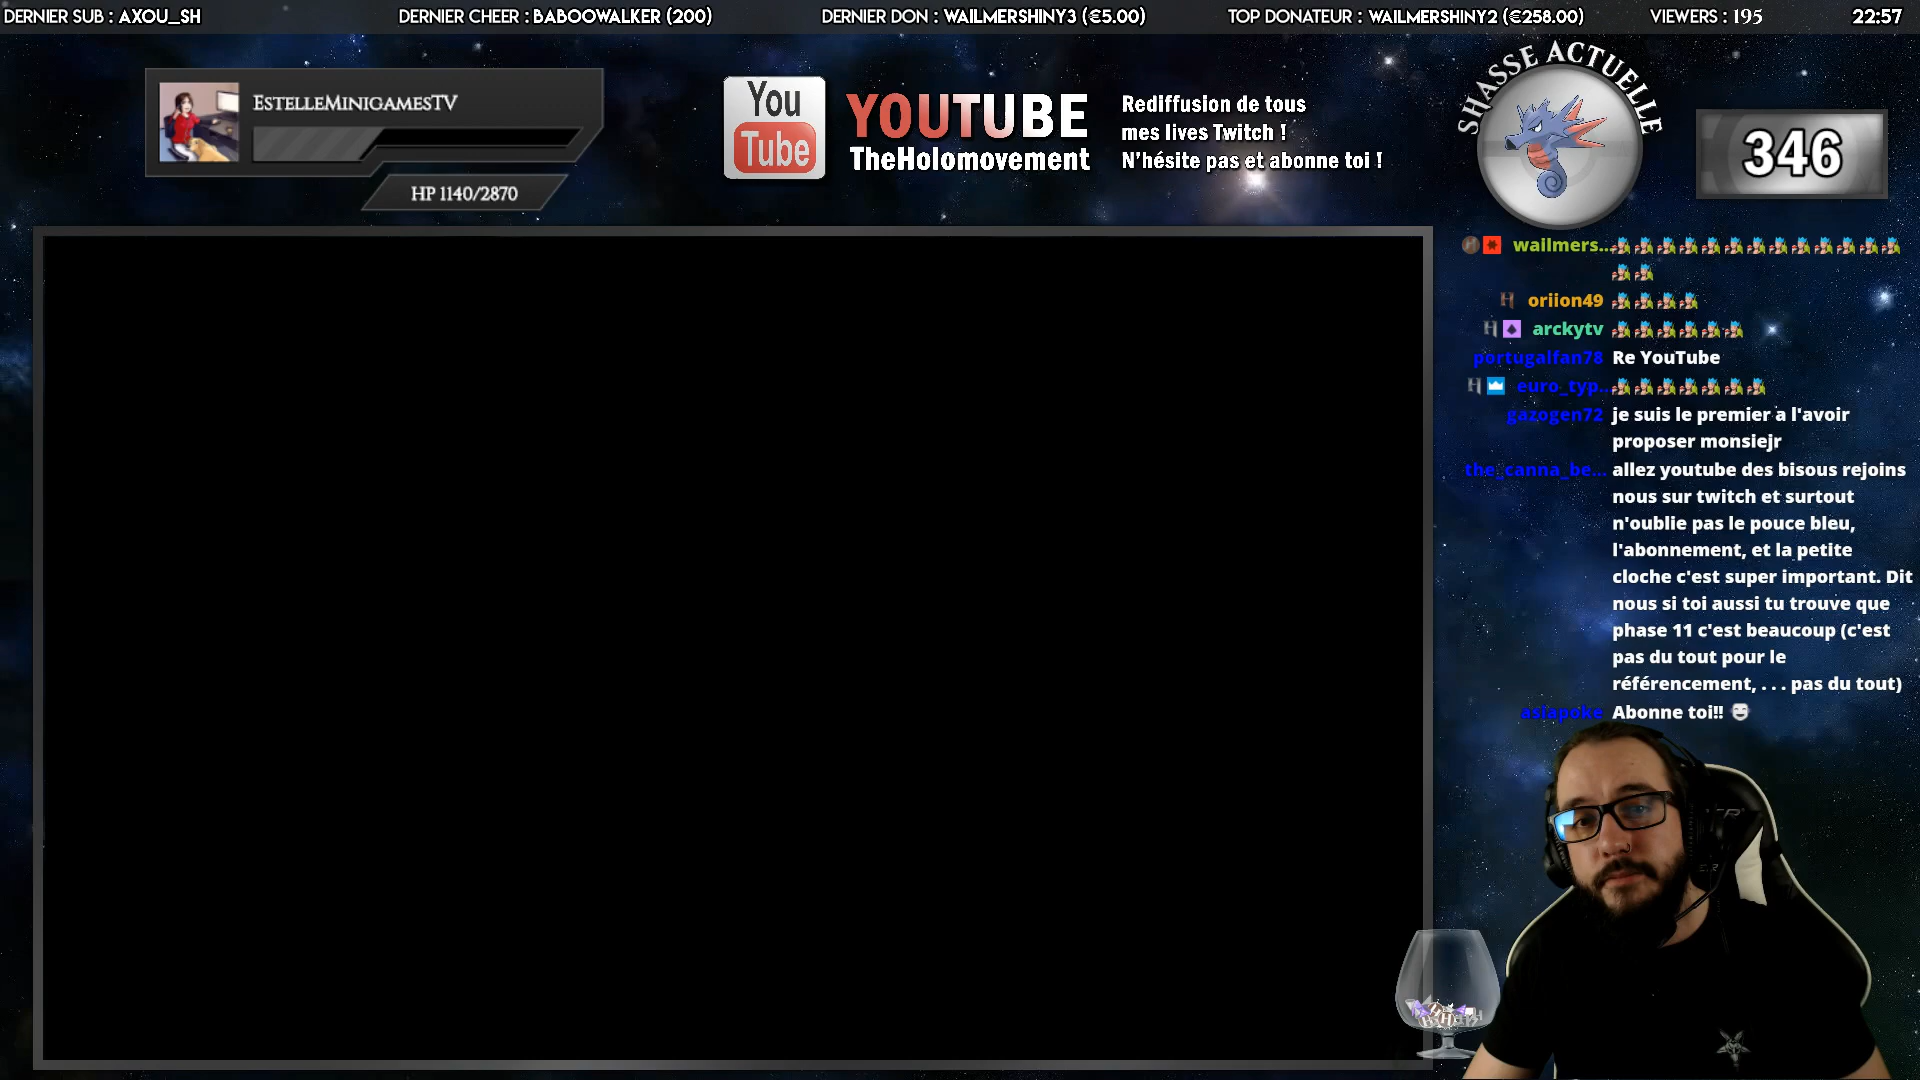 DERNIER SUB : AXOU_SH
DERNIER CHEER : BABOOWALKER (200)
DERNIER DON : WAILMERSHINY3 (€5.00)
TOP DONATEUR : WAILMERSHINY2 (€258.00)
VIEWERS : 195
22:57
ESTELLEMINIGAMESTV
HP 1140/2870
You
Tube
YOUTUBE
TheHolomovement
Rediffusion de tous
mes lives Twitch !
N'hésite pas et abonne toi !
SHASSE ACTUELLE
346
wailmers...
oriion49
arckytv
portugalfan78 Re YouTube
euro_typ...
gazogen72 je suis le premier a l'avoir
proposer monsiejr
the_canna_be... allez youtube des bisous rejoins
nous sur twitch et surtout
n'oublie pas le pouce bleu,
l'abonnement, et la petite
cloche c'est super important. Dit
nous si toi aussi tu trouve que
phase 11 c'est beaucoup (c'est
pas du tout pour le
référencement, . . . pas du tout)
asiapoke Abonne toi!!